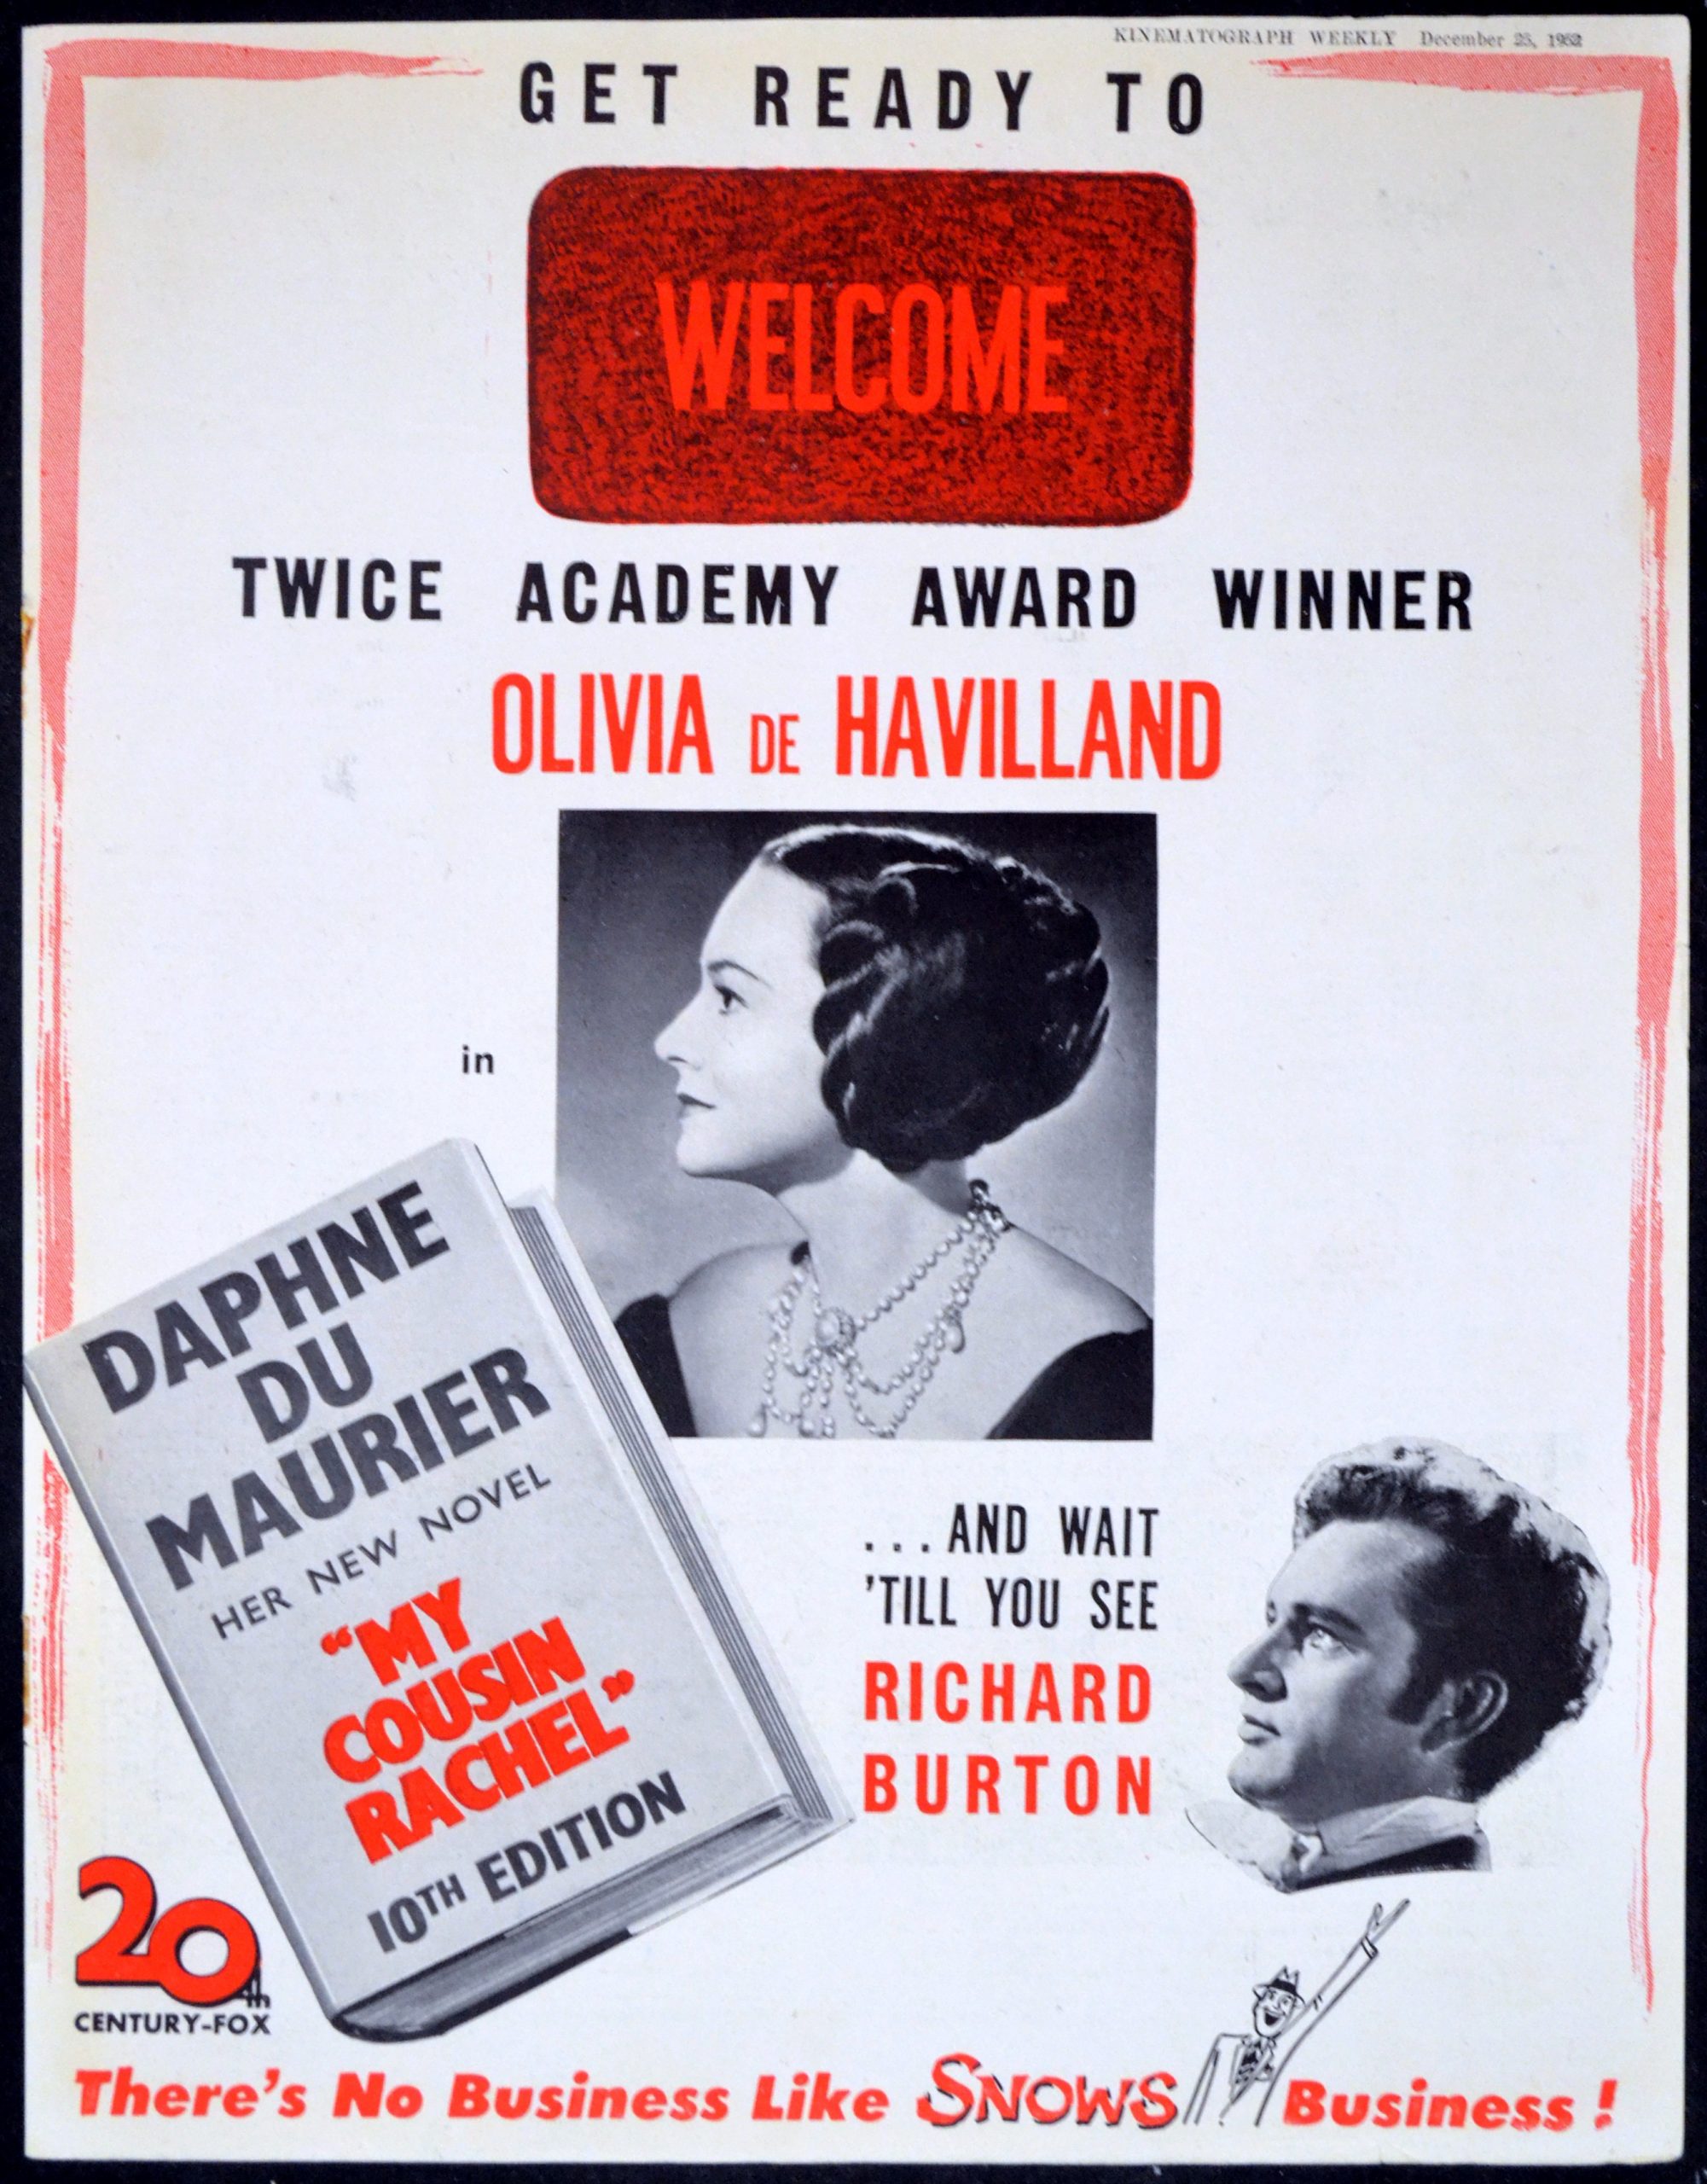 KINEMATOGRAPH WEEKLY December 25, 1952
GET READY TO
WELCOME
TWICE ACADEMY AWARD WINNER
OLIVIA DE HAVILLAND
in
DAPHNE
DU
MAURIER
HER NEW NOVEL
“MY
COUSIN
RACHEL”
10TH EDITION
...AND WAIT
'TILL YOU SEE
RICHARD
BURTON
20th
CENTURY-FOX
There's No Business Like SNOWS Business!